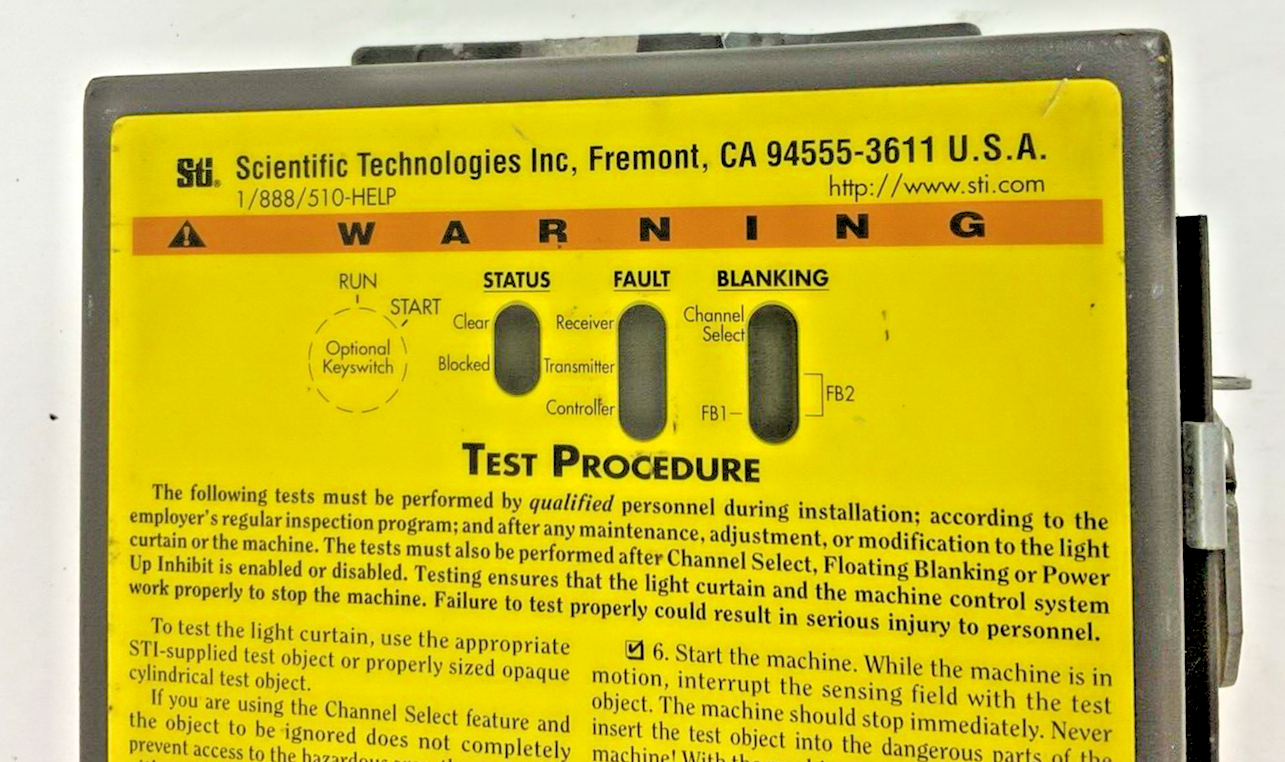 Sti® Scientific Technologies Inc, Fremont, CA 94555-3611 U.S.A.
1/888/510-HELP
http://www.sti.com
WARNING
RUN
START
Optional
Keyswitch
STATUS
Clear
Blocked
FAULT
Receiver
Transmitter
Controller
BLANKING
Channel
Select
FB1
FB2
TEST PROCEDURE
The following tests must be performed by qualified personnel during installation; according to the
employer's regular inspection program; and after any maintenance, adjustment, or modification to the light
curtain or the machine. The tests must also be performed after Channel Select, Floating Blanking or Power
Up Inhibit is enabled or disabled. Testing ensures that the light curtain and the machine control system
work properly to stop the machine. Failure to test properly could result in serious injury to personnel.
To test the light curtain, use the appropriate
STI-supplied test object or properly sized opaque
cylindrical test object.
If you are using the Channel Select feature and
the object to be ignored does not completely
prevent access to the hazardous
6. Start the machine. While the machine is in
motion, interrupt the sensing field with the test
object. The machine should stop immediately. Never
insert the test object into the dangerous parts of the
machine! With the